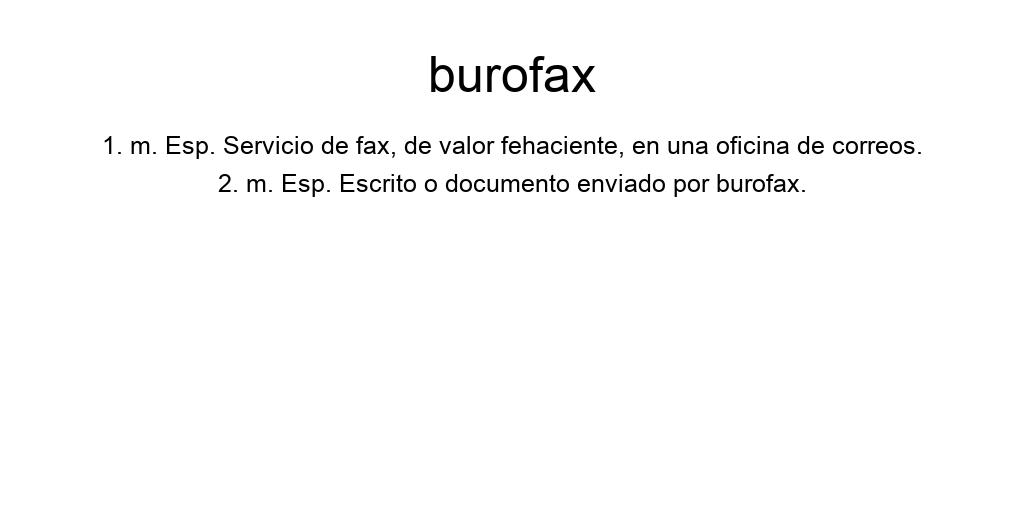 burofax
1. m. Esp. Servicio de fax, de valor fehaciente, en una oficina de correos.
2. m. Esp. Escrito o documento enviado por burofax.